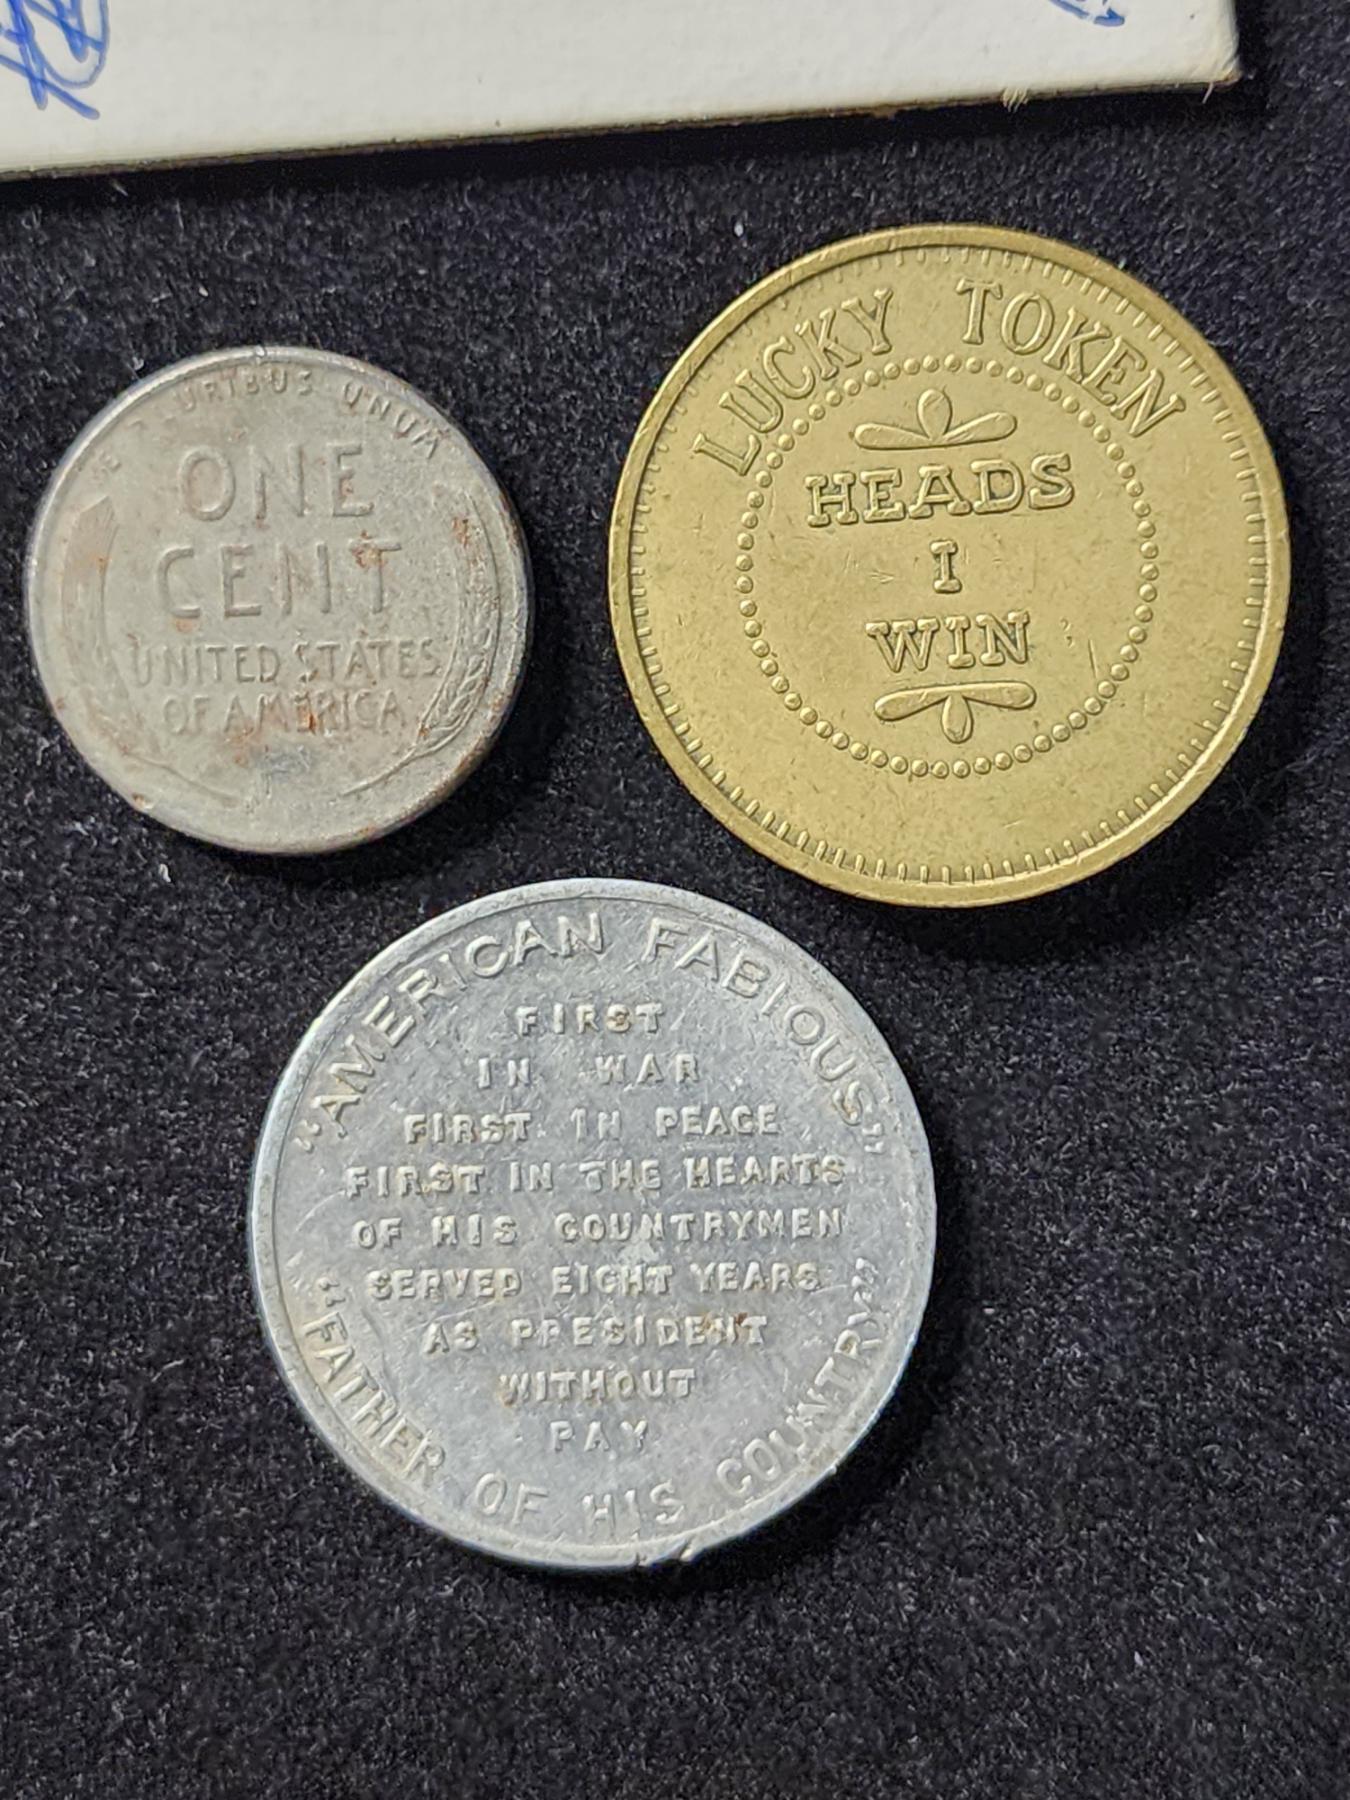 URIBUS UNUM
ONE
CENT
UNITED STATES
OF AMERICA
LUCKY TOKEN
HEADS
I
WIN
"AMERICAN FABIOUS"
FIRST
IN WAR
FIRST IN PEACE
FIRST IN THE HEARTS
OF HIS COUNTRYMEN
SERVED EIGHT YEARS
AS PRESIDENT
WITHOUT
PAY
"FATHER OF HIS COUNTRY"